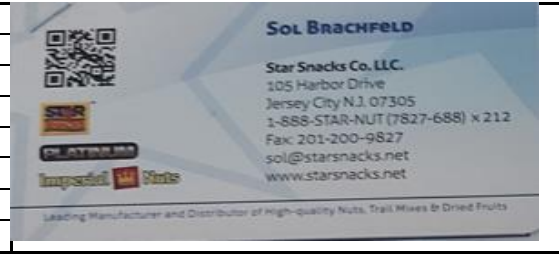 SOL BRACHFELD
Star Snacks Co. LLC.
105 Harbor Drive
Jersey City N.J. 07305
1-888-STAR-NUT (7827-688) x 212
Fax: 201-200-9827
sol@starsnacks.net
www.starsnacks.net
STAR
SNACKS
PLATINUM
Imperial Nuts
Leading Manufacturer and Distributor of High-quality Nuts, Trail Mixes & Dried Fruits